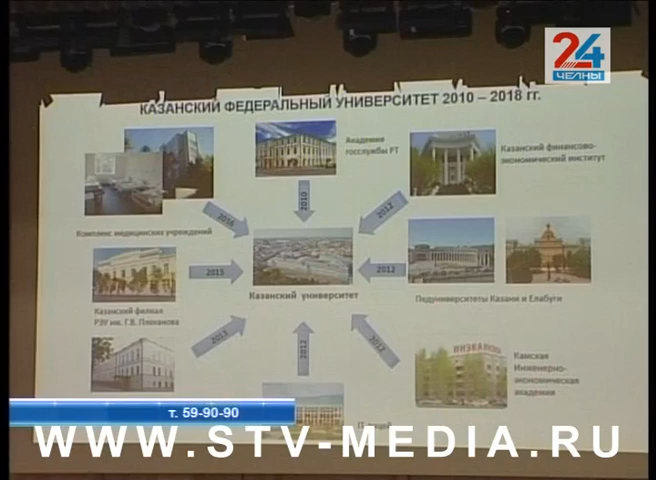 24
ЧЕЛНЫ
КАЗАНСКИЙ ФЕДЕРАЛЬНЫЙ УНИВЕРСИТЕТ 2010 – 2018 гг.
Академия
госслужбы РТ
Казанский финансово-
экономический институт
2010
2016
2012
Комплекс медицинских учреждений
2015
2012
Казанский университет
Педуниверситеты Казани и Елабуги
Казанский филиал
РЭУ им. Г.В. Плеханова
2013
2012
2012
ИНЭКА
Камская
Инженерно-
экономическая
академия
т. 59-90-90
WWW.STV-MEDIA.RU